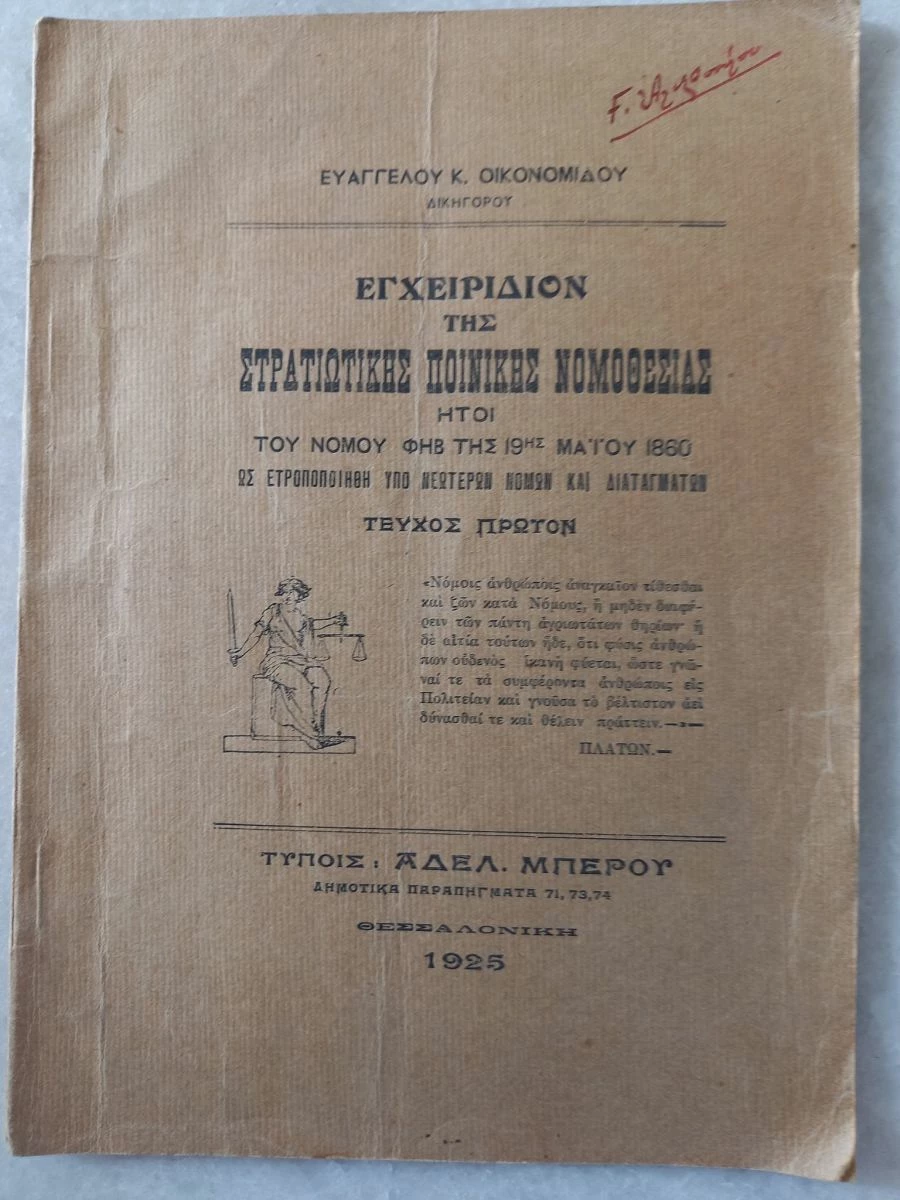 ΕΥΑΓΓΕΛΟΥ Κ. ΟΙΚΟΝΟΜΙΔΟΥ
ΔΙΚΗΓΟΡΟΥ
ΕΓΧΕΙΡΙΔΙΟΝ
ΤΗΣ
ΣΤΡΑΤΙΩΤΙΚΗΣ ΠΟΙΝΙΚΗΣ ΝΟΜΟΘΕΣΙΑΣ
ΗΤΟΙ
ΤΟΥ ΝΟΜΟΥ ΦΗΒ ΤΗΣ 19ΗΣ ΜΑΪΟΥ 1860
ΩΣ ΕΤΡΟΠΟΠΟΙΗΘΗ ΥΠΟ ΝΕΩΤΕΡΩΝ ΝΟΜΩΝ ΚΑΙ ΔΙΑΤΑΓΜΑΤΩΝ
ΤΕΥΧΟΣ ΠΡΩΤΟΝ
«Νόμοις ἀνθρώποις ἀναγκαῖον τίθεσθαι
καὶ ζῶν κατὰ Νόμους, ἢ μηδὲν διαφέ-
ρειν τῶν πάντη ἀγριωτάτων θηρίων· ἡ
δὲ αἰτία τούτων ἥδε, ὅτι φύσις ἀνθρώ-
πων οὐδενὸς ἱκανὴ φύεται, ὥστε γνῶ-
ναί τε τὰ συμφέροντα ἀνθρώποις εἰς
Πολιτείαν καὶ γνοῦσα τὸ βέλτιστον ἀεὶ
δύνασθαί τε καὶ θέλειν πράττειν.—»—
ΠΛΑΤΩΝ.—
ΤΥΠΟΙΣ: ΑΔΕΛ. ΜΠΕΡΟΥ
ΔΗΜΟΤΙΚΑ ΠΑΡΑΠΗΓΜΑΤΑ 71, 73, 74
ΘΕΣΣΑΛΟΝΙΚΗ
1925